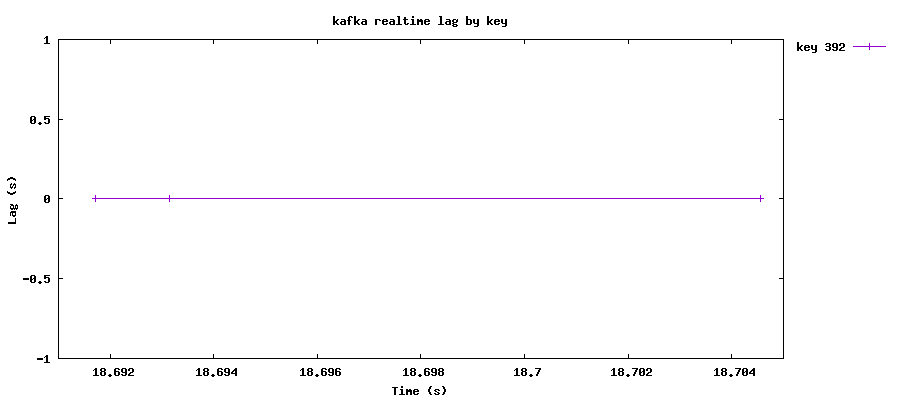 kafka realtime lag by key
key 392
1
0.5
0
-0.5
-1
Lag (s)
18.692 18.694 18.696 18.698 18.7 18.702 18.704
Time (s)